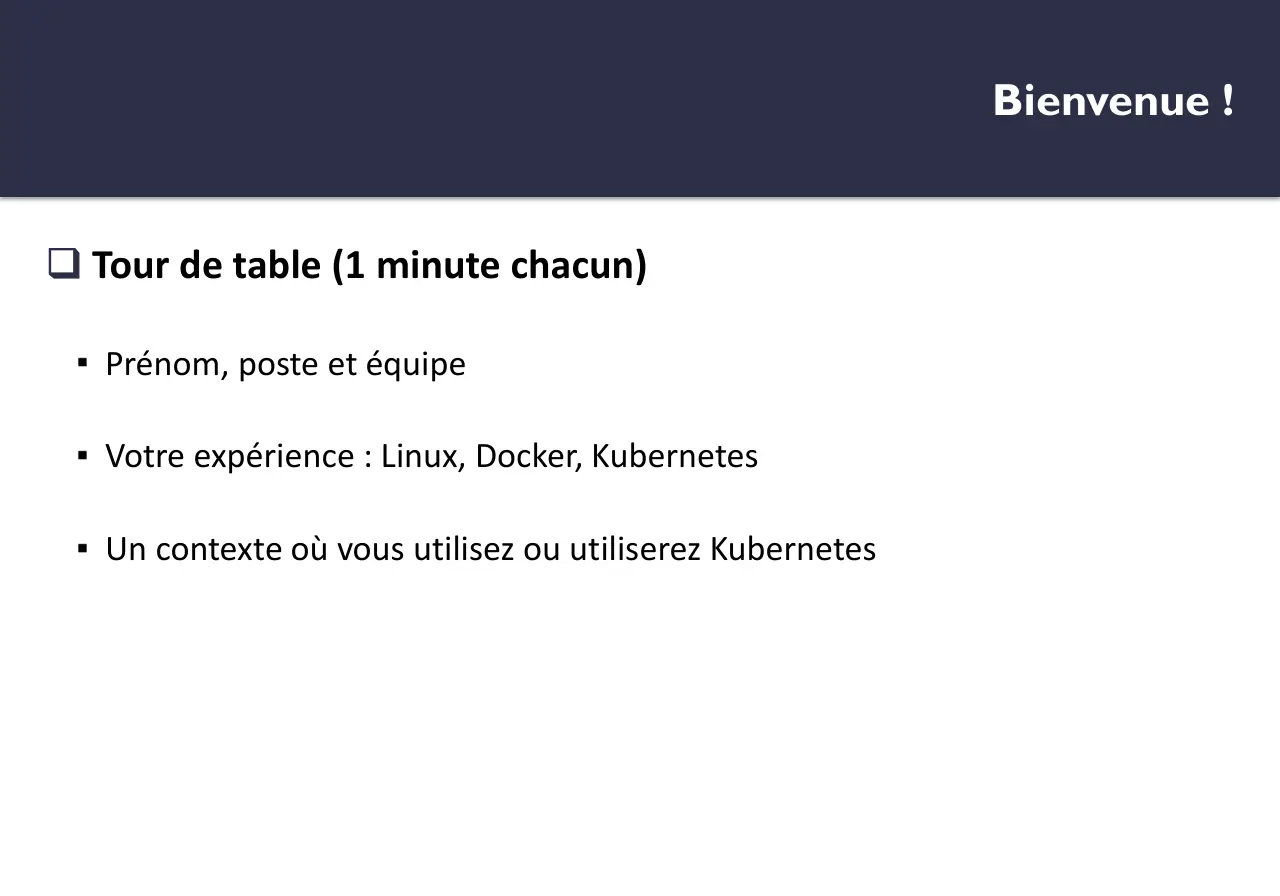 Bienvenue !
❑ Tour de table (1 minute chacun)
▪ Prénom, poste et équipe
▪ Votre expérience : Linux, Docker, Kubernetes
▪ Un contexte où vous utilisez ou utiliserez Kubernetes